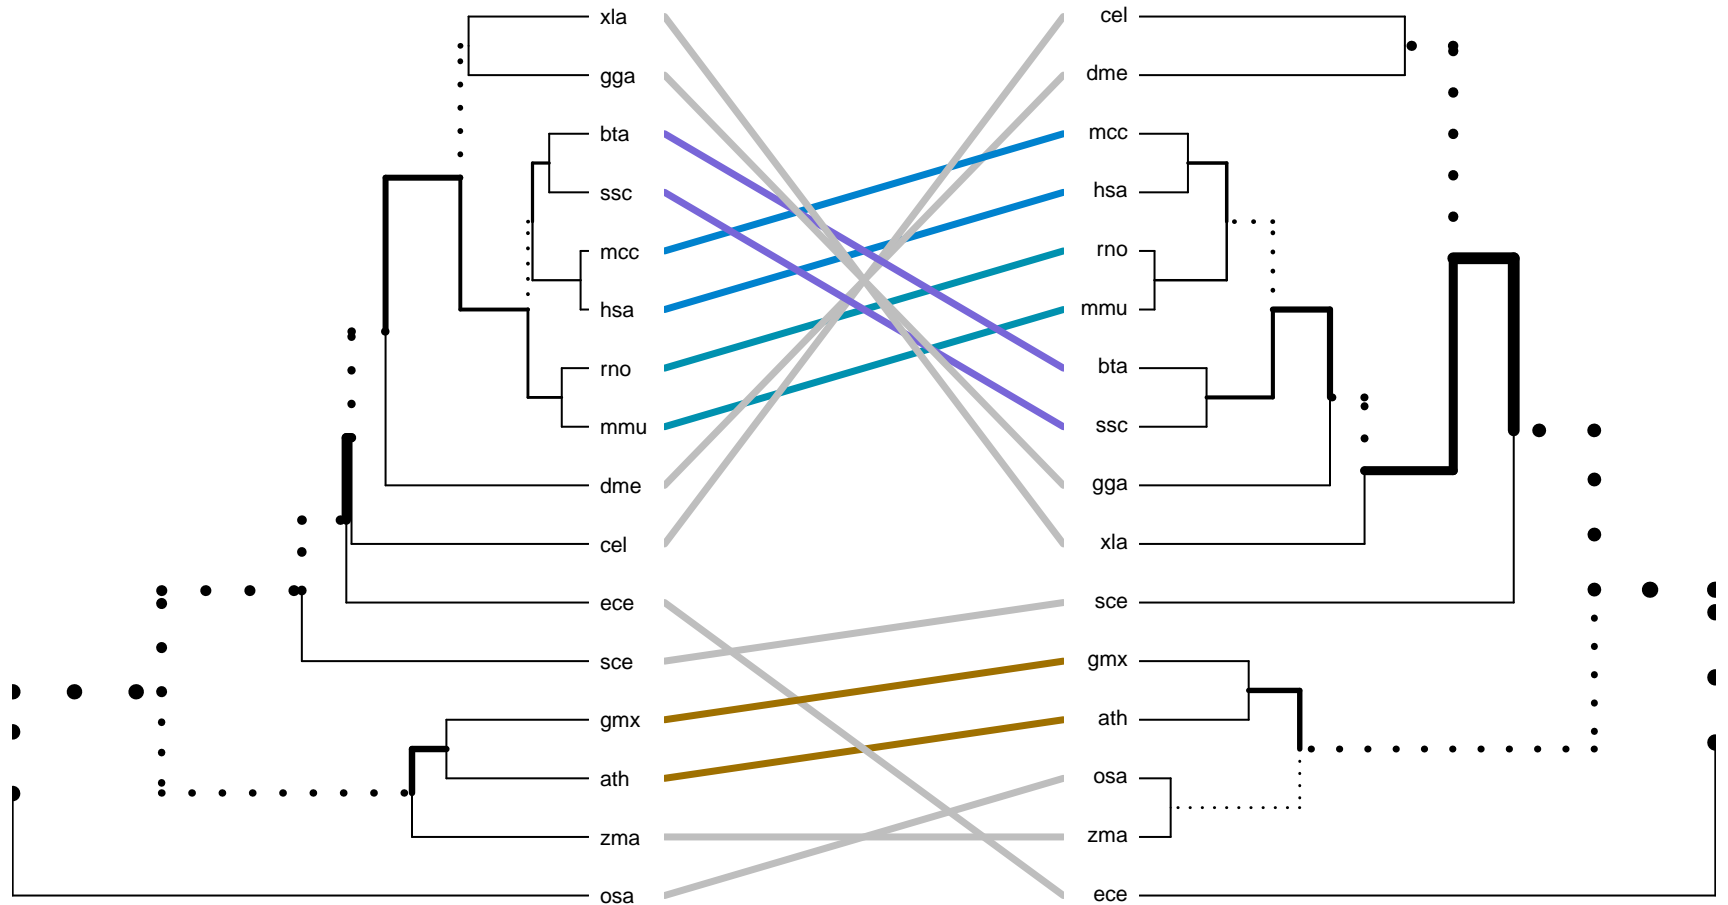 xla
gga
bta
ssc
mcc
hsa
rno
mmu
dme
cel
ece
sce
gmx
ath
zma
osa
cel
dme
mcc
hsa
rno
mmu
bta
ssc
gga
xla
sce
gmx
ath
osa
zma
ece